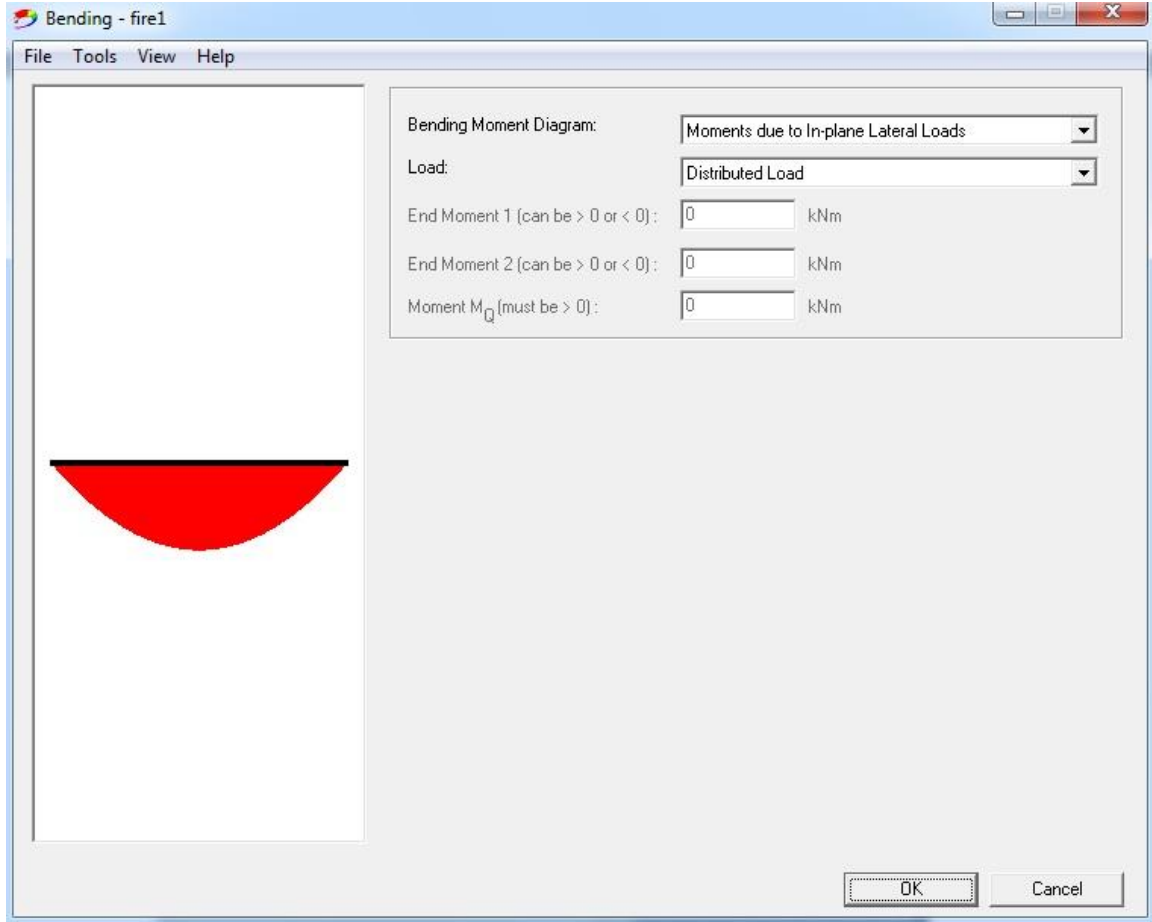 Bending - fire1
File Tools View Help
Bending Moment Diagram: Moments due to In-plane Lateral Loads
Load: Distributed Load
End Moment 1 (can be > 0 or < 0) : 0 kNm
End Moment 2 (can be > 0 or < 0) : 0 kNm
Moment MQ (must be > 0) : 0 kNm
OK Cancel